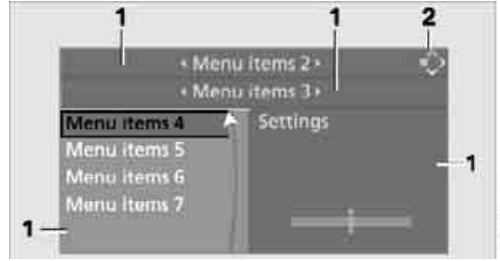 1 1 2
‹ Menu items 2 ›
‹ Menu items 3 ›
Menu items 4 Settings
Menu items 5
Menu items 6 1
Menu items 7
1